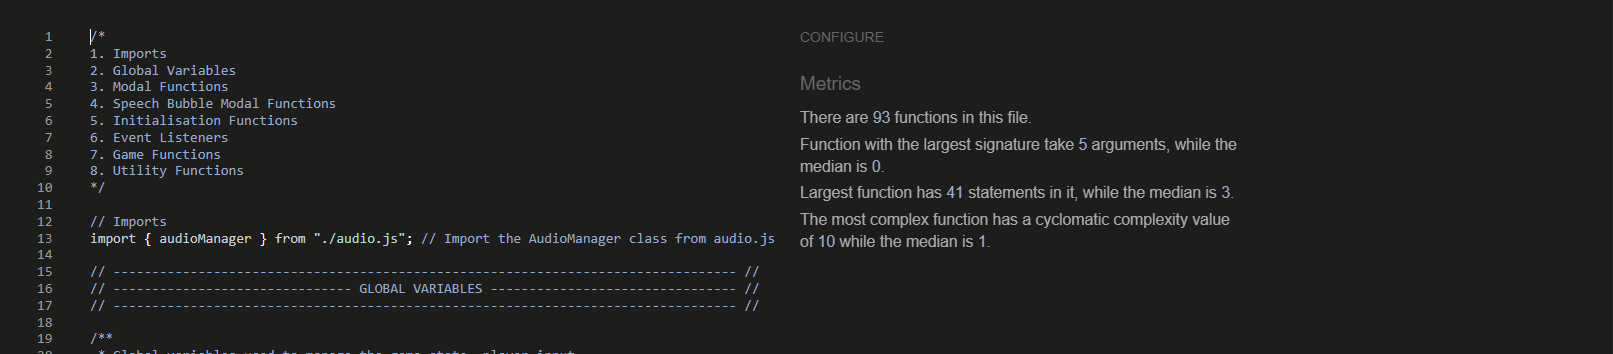 1 /*
2 1. Imports
3 2. Global Variables
4 3. Modal Functions
5 4. Speech Bubble Modal Functions
6 5. Initialisation Functions
7 6. Event Listeners
8 7. Game Functions
9 8. Utility Functions
10 */
11
12 // Imports
13 import { audioManager } from "./audio.js"; // Import the AudioManager class from audio.js
14
15 // --------------------------------------------------------------------------------- //
16 // ------------------------------- GLOBAL VARIABLES -------------------------------- //
17 // --------------------------------------------------------------------------------- //
18
19 /**
CONFIGURE
Metrics
There are 93 functions in this file.
Function with the largest signature take 5 arguments, while the
median is 0.
Largest function has 41 statements in it, while the median is 3.
The most complex function has a cyclomatic complexity value
of 10 while the median is 1.